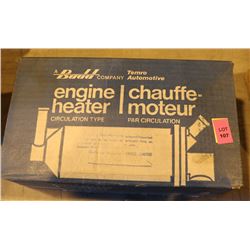 A Budd COMPANY
Temro Automotive
engine heater
CIRCULATION TYPE
chauffe-moteur
PAR CIRCULATION
LOT
107